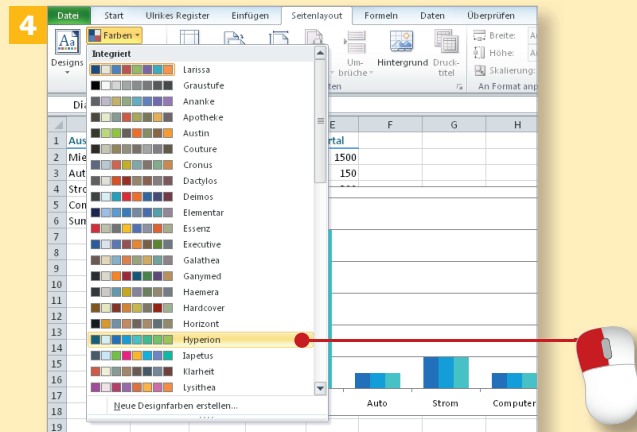 4
Datei Start Ulrikes Register Einfügen Seitenlayout Formeln Daten Überprüfen
Farben
Designs
Um-
brüche
Hintergrund
Druck-
titel
Breite:
Höhe:
Skalierung:
An Format anp
Integriert
Larissa
Graustufe
Ananke
Apotheke
Austin
Couture
Cronus
Dactylos
Deimos
Elementar
Essenz
Executive
Galathea
Ganymed
Haemera
Hardcover
Horizont
Hyperion
Iapetus
Klarheit
Lysithea
Neue Designfarben erstellen...
Dia
E F G H
1 Aus rtal
2 Mie 1500
3 Aut 150
4 Stro
5 Con
6 Sum
7
8
9
10
11
12
13
14
15
16
17
18
19
Auto Strom Computer